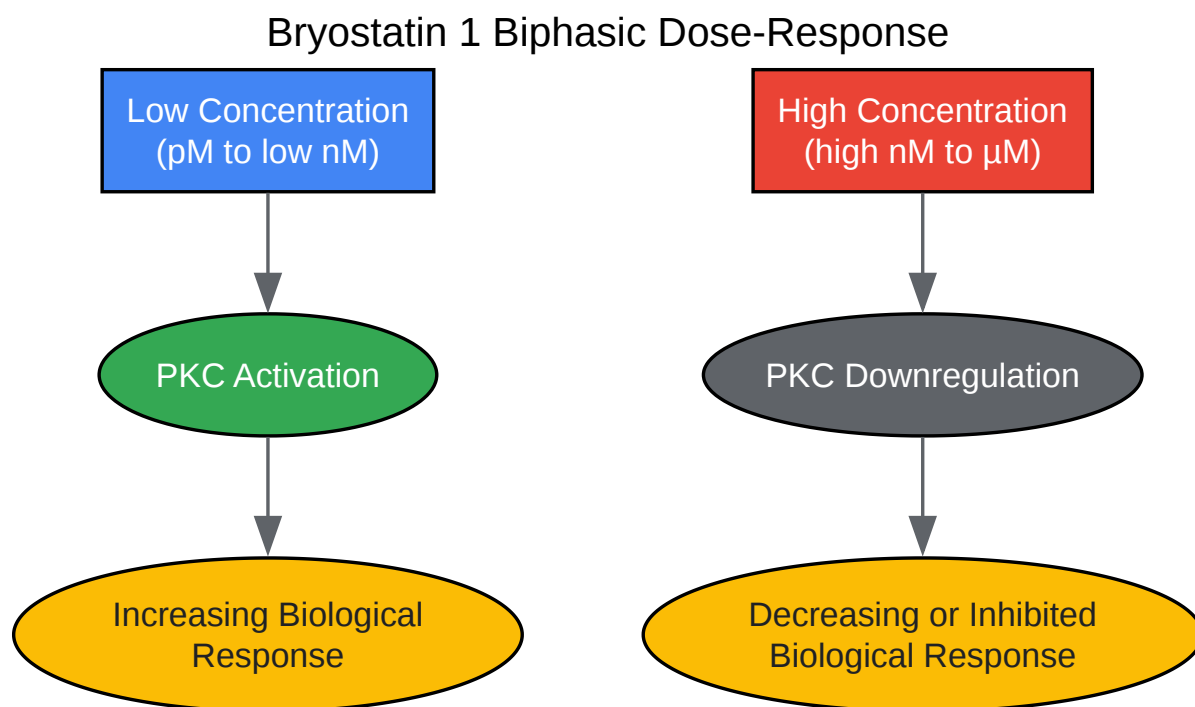 Bryostatin 1 Biphasic Dose-Response
Low Concentration
(pM to low nM)
High Concentration
(high nM to µM)
PKC Activation
PKC Downregulation
Increasing Biological
Response
Decreasing or Inhibited
Biological Response